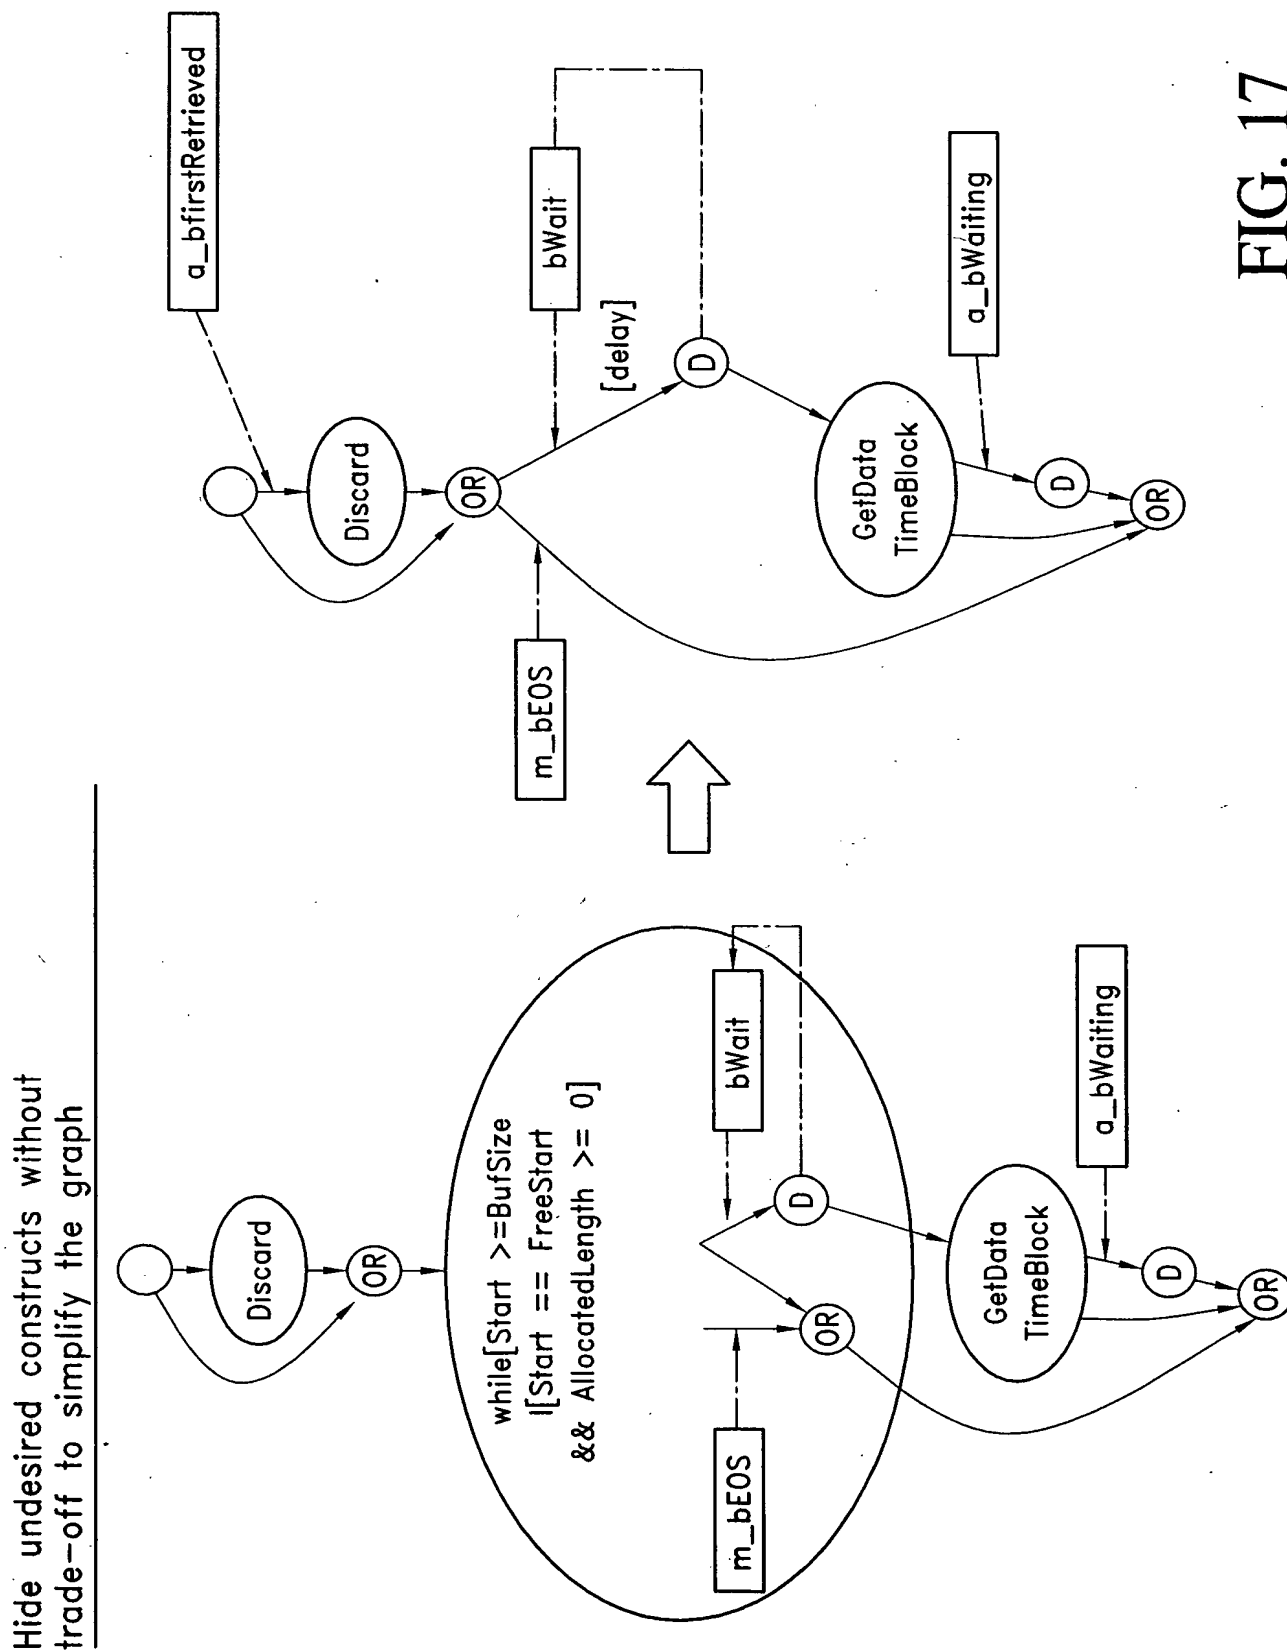 Hide undesired constructs without
trade-off to simplify the graph
Discard
OR
while[Start >=BufSize
I[Start == FreeStart
&& AllocatedLength >= 0]
m_bEOS
bWait
OR
D
GetData
TimeBlock
a_bWaiting
D
OR
a_bfirstRetrieved
Discard
OR
m_bEOS
bWait
[delay]
D
GetData
TimeBlock
a_bWaiting
D
OR
FIG. 17